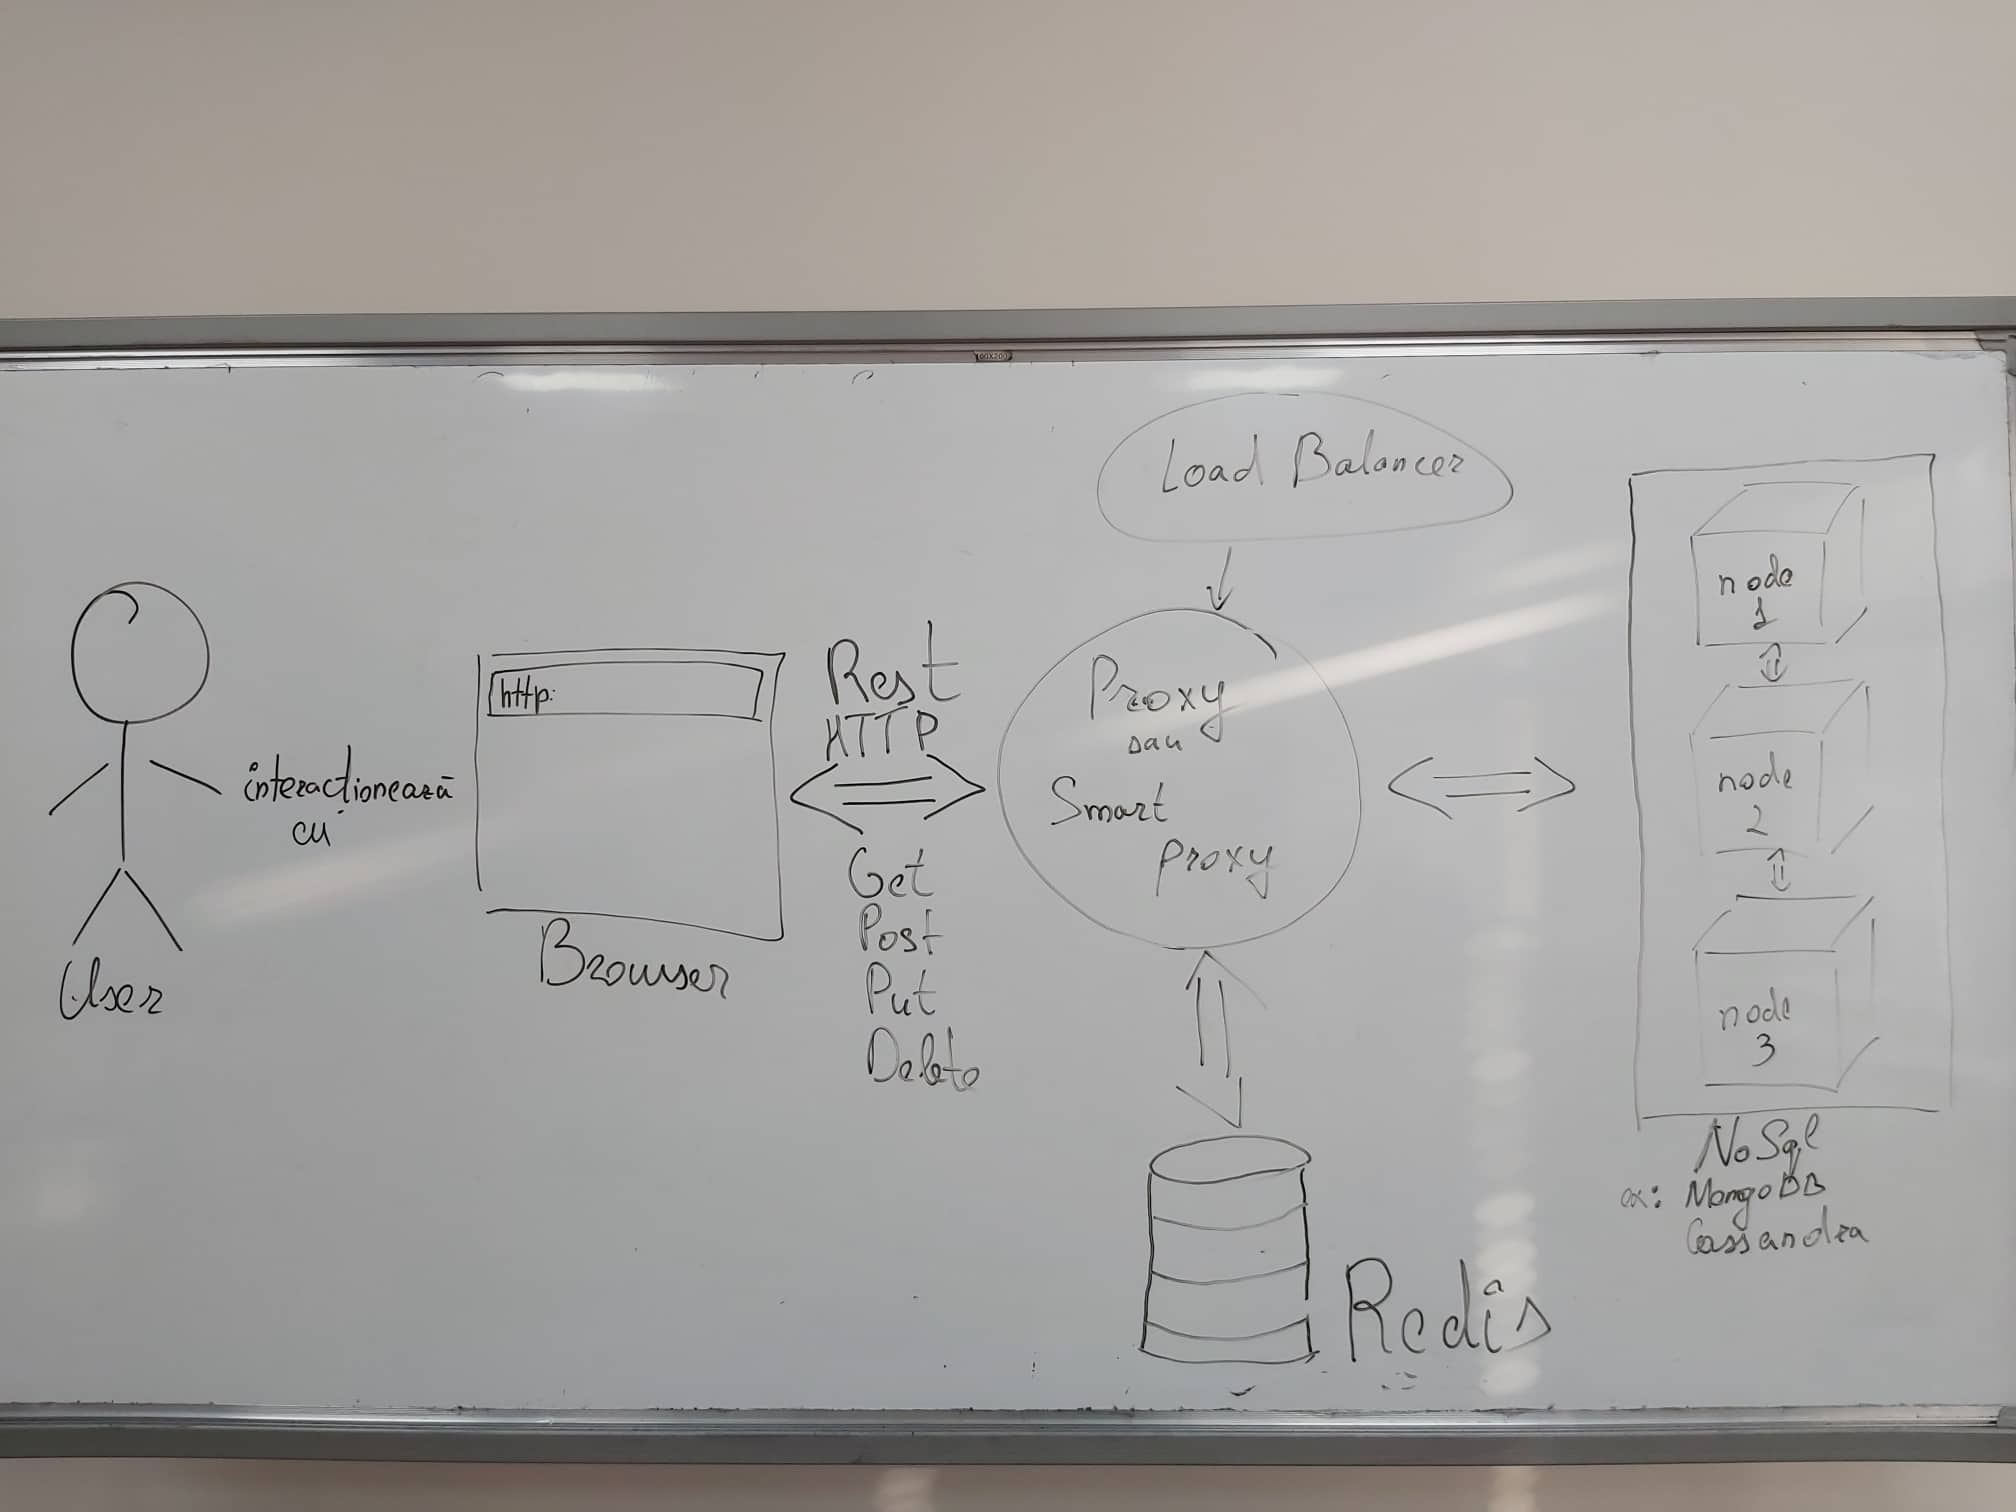 User
interacționează
cu
http:
Browser
Rest
HTTP
Get
Post
Put
Delete
Load Balancer
Proxy
sau
Smart
proxy
Redis
node
1
node
2
node
3
NoSql
ex: MongoDB
Cassandra